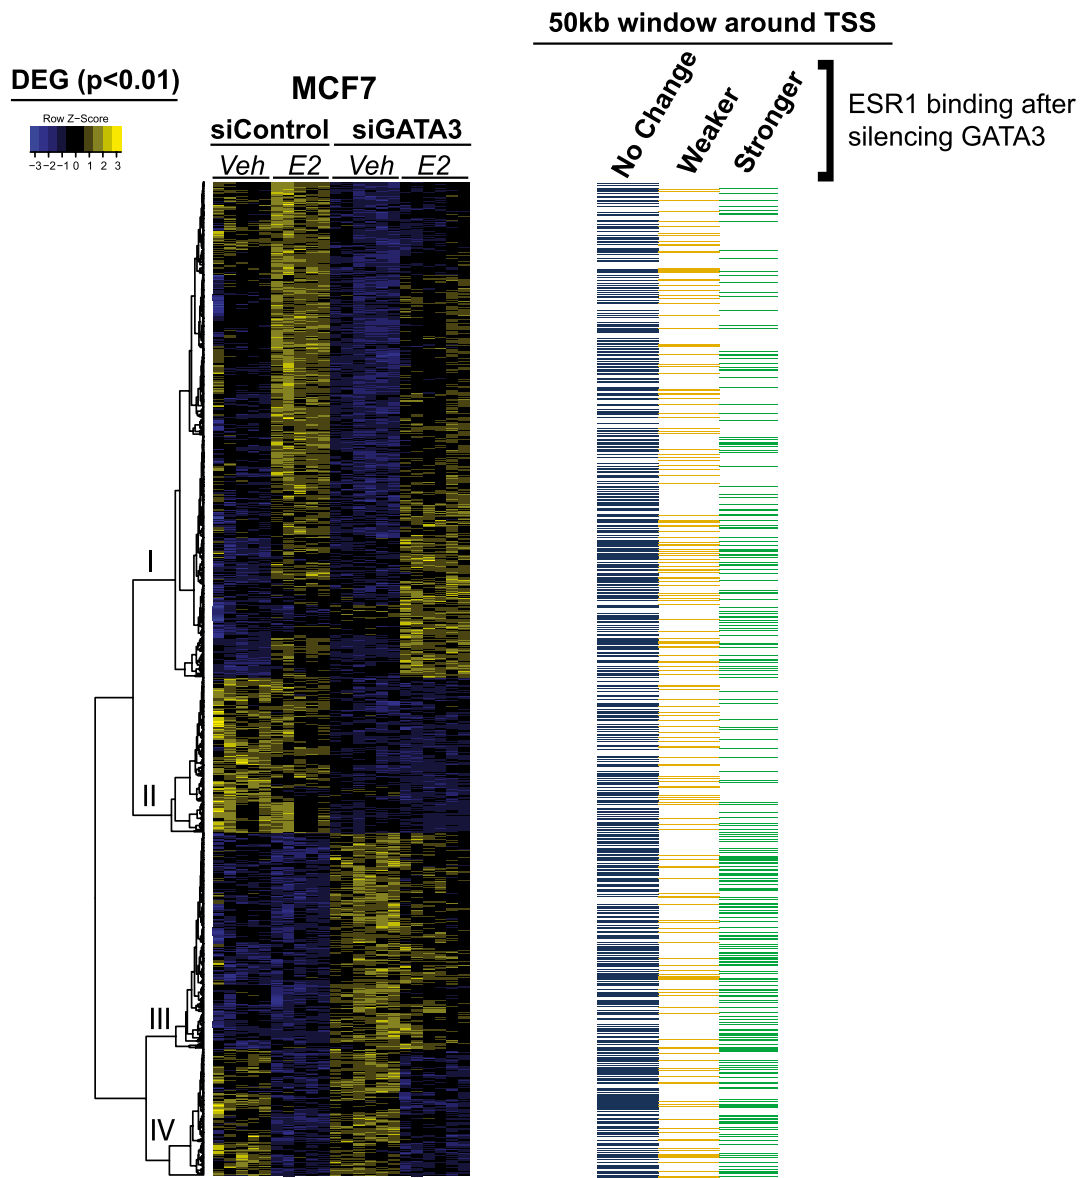 50kb window around TSS
DEG (p<0.01)
MCF7
No Change
Weaker
Stronger
ESR1 binding after
silencing GATA3
Row Z−Score
−3−2−1 0 1 2 3
siControl siGATA3
Veh E2 Veh E2
I
II
III
IV